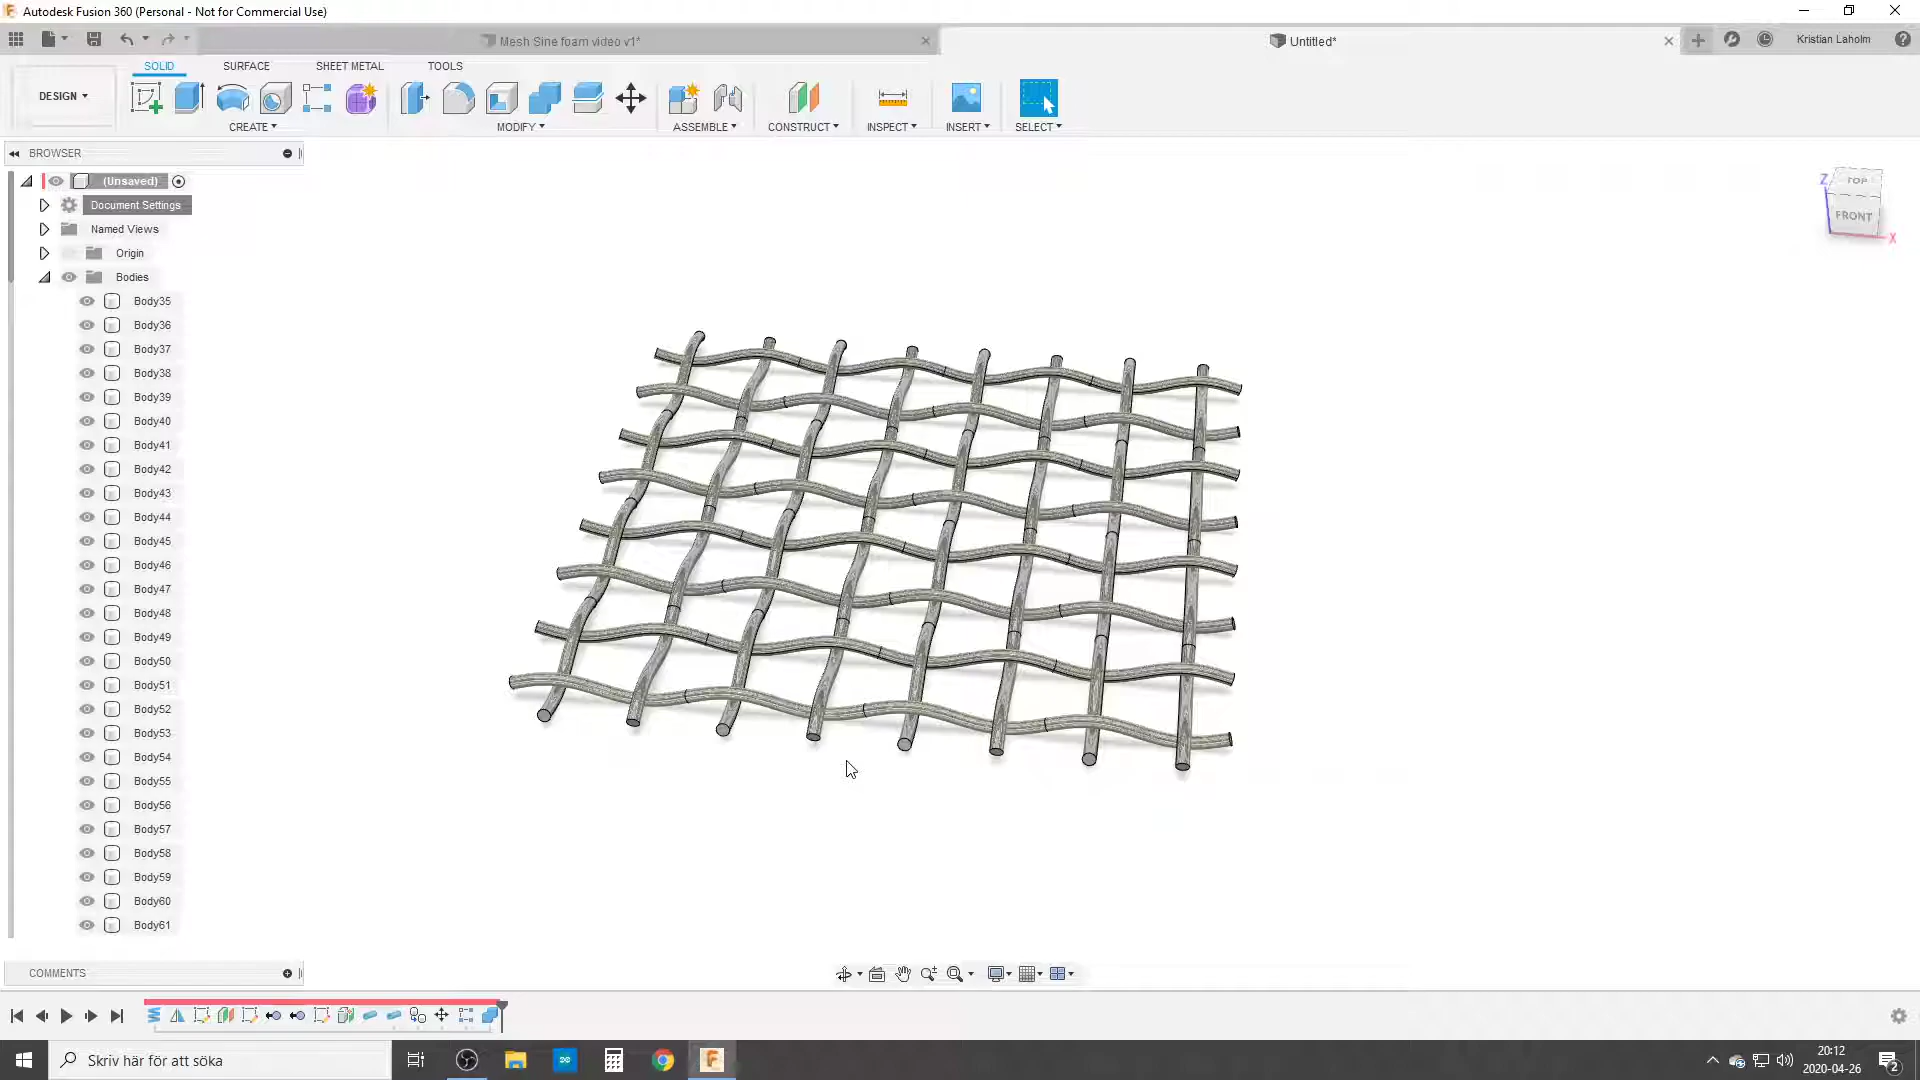 Autodesk Fusion 360 (Personal - Not for Commercial Use)
Mesh Sine foam video v1*
Untitled*
Kristian Laholm
SOLID
SURFACE
SHEET METAL
TOOLS
DESIGN
CREATE
MODIFY
ASSEMBLE
CONSTRUCT
INSPECT
INSERT
SELECT
BROWSER
(Unsaved)
Document Settings
Named Views
Origin
Bodies
Body35
Body36
Body37
Body38
Body39
Body40
Body41
Body42
Body43
Body44
Body45
Body46
Body47
Body48
Body49
Body50
Body51
Body52
Body53
Body54
Body55
Body56
Body57
Body58
Body59
Body60
Body61
Z
TOP
FRONT
X
COMMENTS
Skriv här för att söka
20:12
2020-04-26
2